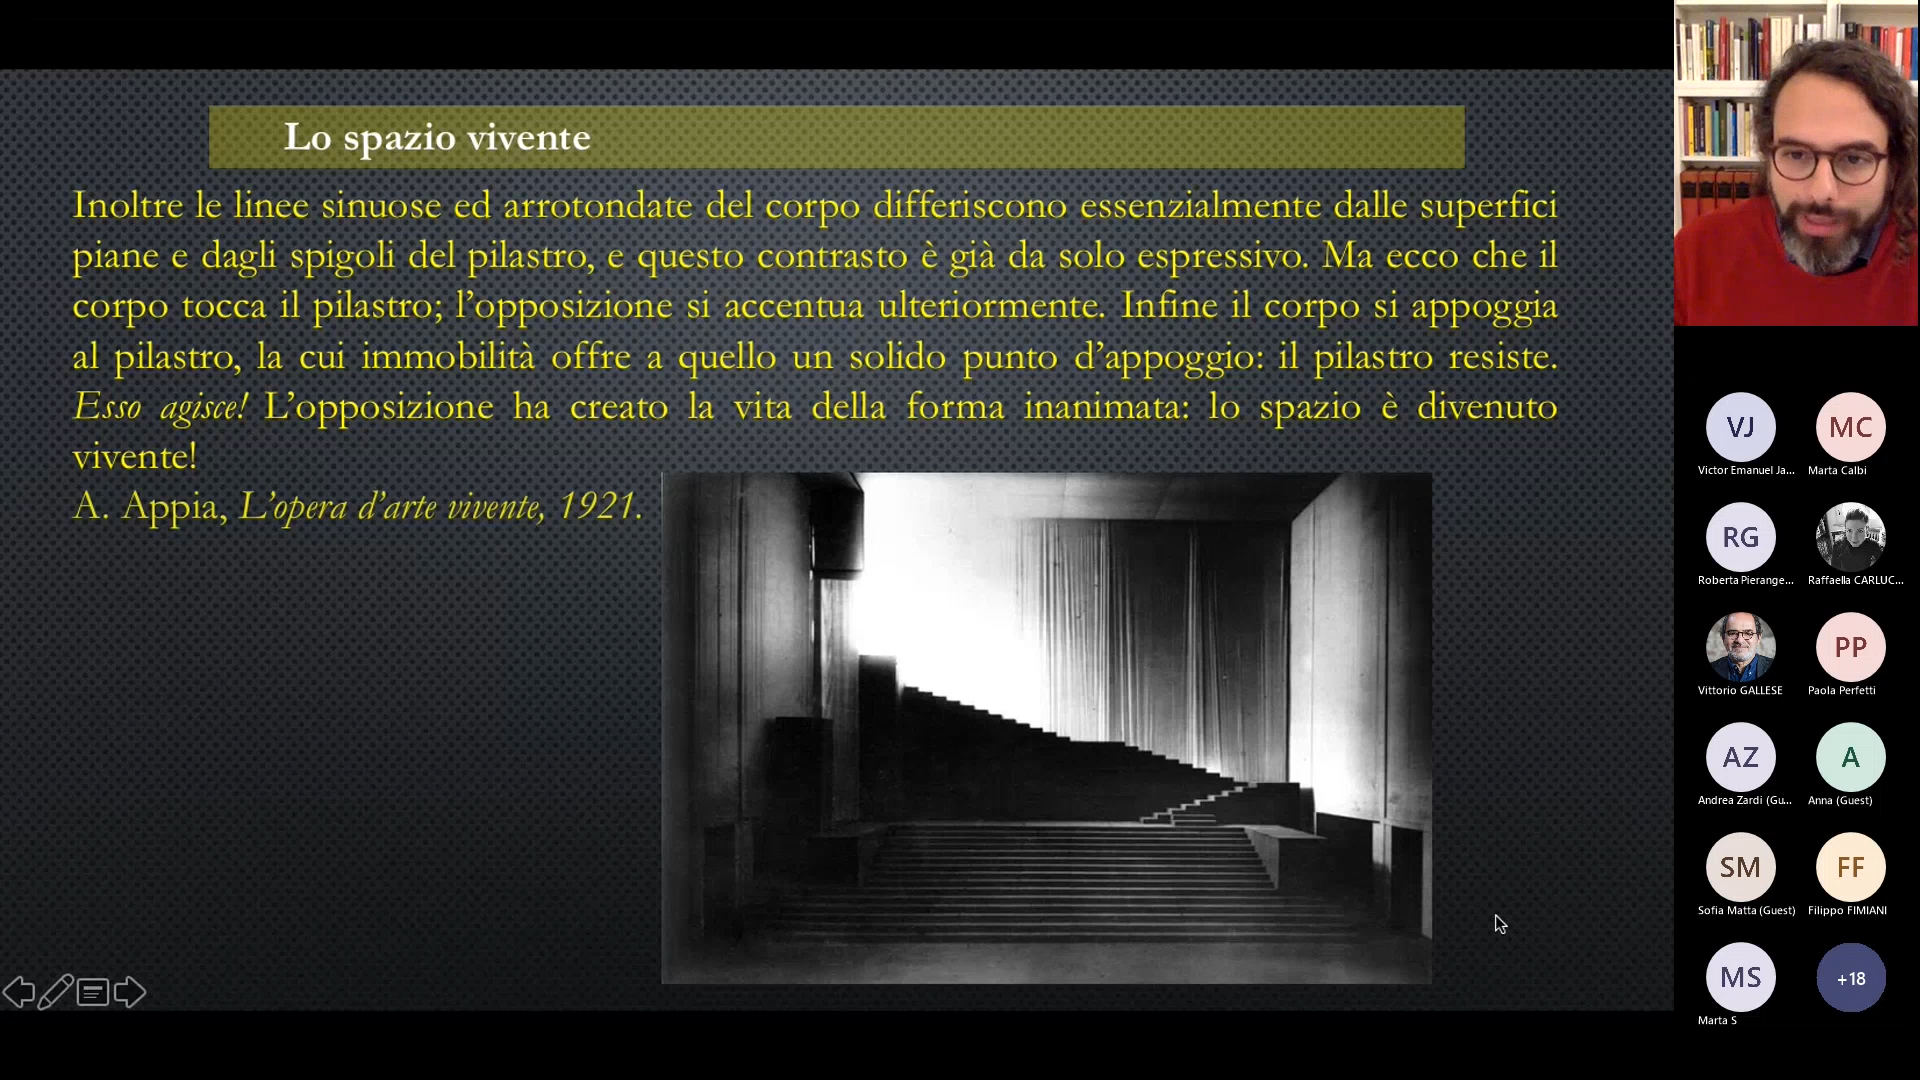 Lo spazio vivente
Inoltre le linee sinuose ed arrotondate del corpo differiscono essenzialmente dalle superfici
piane e dagli spigoli del pilastro, e questo contrasto è già da solo espressivo. Ma ecco che il
corpo tocca il pilastro; l’opposizione si accentua ulteriormente. Infine il corpo si appoggia
al pilastro, la cui immobilità offre a quello un solido punto d’appoggio: il pilastro resiste.
Esso agisce! L’opposizione ha creato la vita della forma inanimata: lo spazio è divenuto
vivente!
A. Appia, L’opera d’arte vivente, 1921.
VJ
MC
Victor Emanuel Ja...
Marta Calbi
RG
Roberta Pierange...
Raffaella CARLUC...
PP
Vittorio GALLESE
Paola Perfetti
AZ
A
Andrea Zardi (Gu...
Anna (Guest)
SM
FF
Sofia Matta (Guest)
Filippo FIMIANI
MS
+18
Marta S